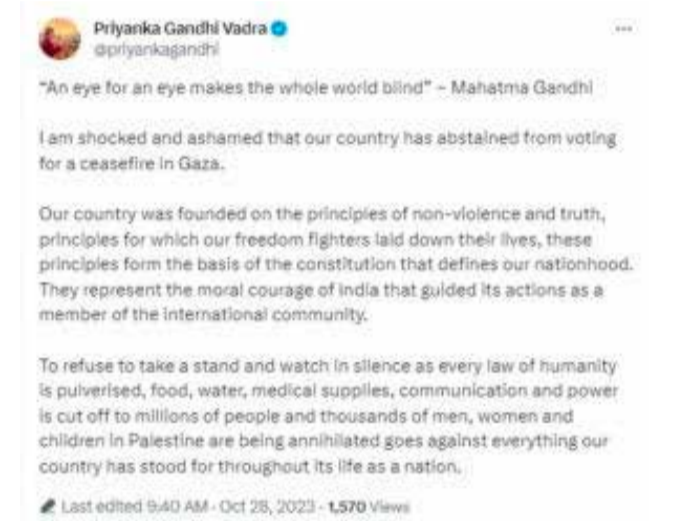 Priyanka Gandhi Vadra
@priyankagandhi
"An eye for an eye makes the whole world blind" – Mahatma Gandhi
I am shocked and ashamed that our country has abstained from voting
for a ceasefire in Gaza.
Our country was founded on the principles of non-violence and truth,
principles for which our freedom fighters laid down their lives, these
principles form the basis of the constitution that defines our nationhood.
They represent the moral courage of India that guided its actions as a
member of the international community.
To refuse to take a stand and watch in silence as every law of humanity
is pulverised, food, water, medical supplies, communication and power
is cut off to millions of people and thousands of men, women and
children in Palestine are being annihilated goes against everything our
country has stood for throughout its life as a nation.
Last edited 9:40 AM · Oct 28, 2023 · 1,570 Views